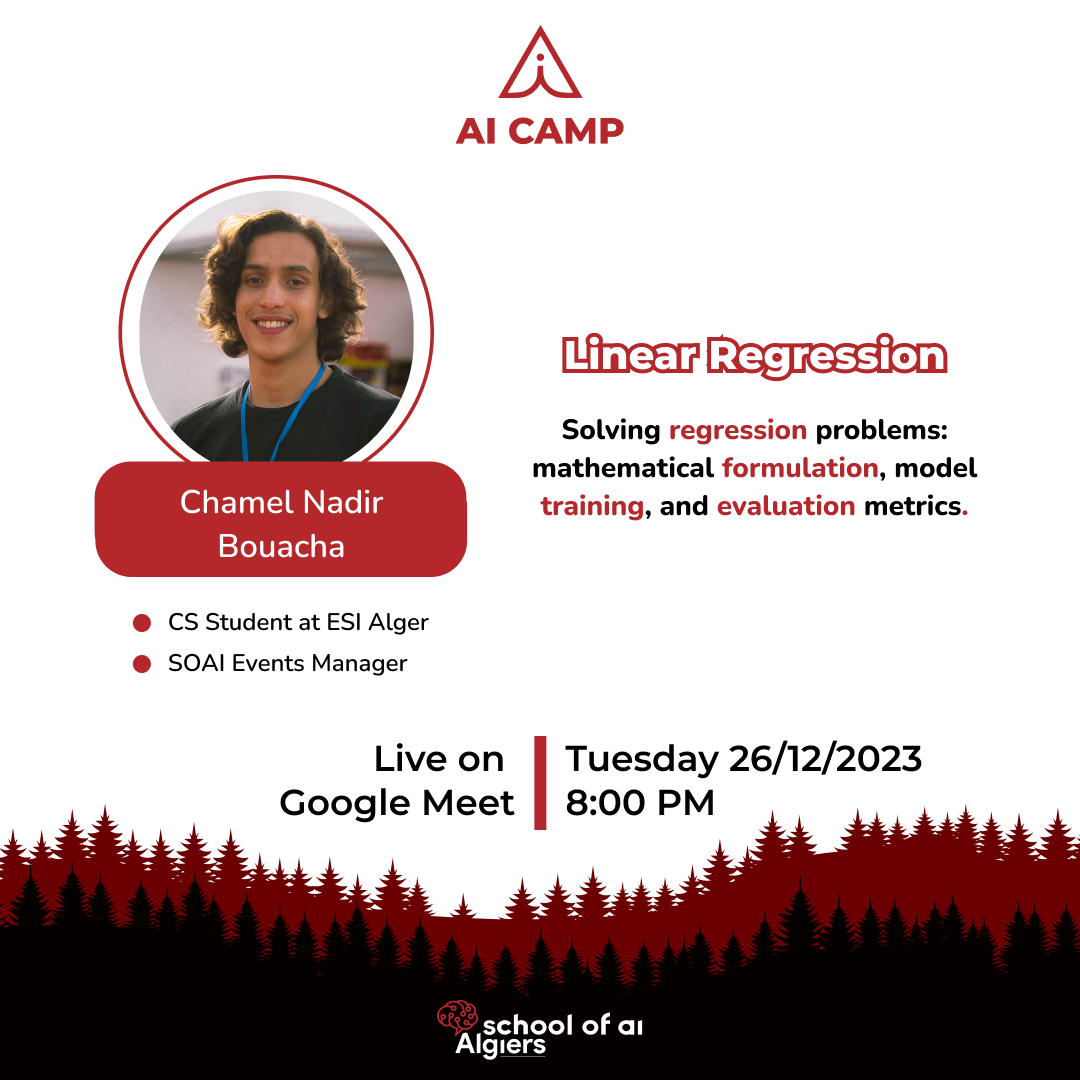 AI CAMP
Linear Regression
Solving regression problems:
mathematical formulation, model
training, and evaluation metrics.
Chamel Nadir
Bouacha
CS Student at ESI Alger
SOAI Events Manager
Live on
Google Meet
Tuesday 26/12/2023
8:00 PM
school of ai
Algiers